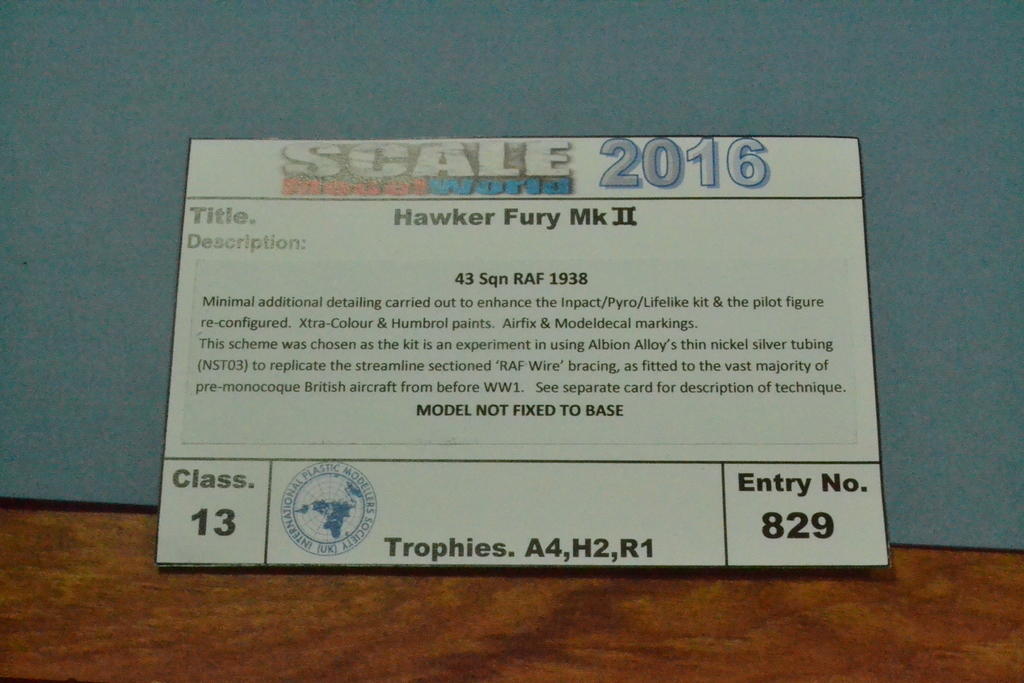 SCALE 2016
ModelWorld
Title. Hawker Fury Mk II
Description:
43 Sqn RAF 1938
Minimal additional detailing carried out to enhance the Inpact/Pyro/Lifelike kit & the pilot figure
re-configured. Xtra-Colour & Humbrol paints. Airfix & Modeldecal markings.
This scheme was chosen as the kit is an experiment in using Albion Alloy's thin nickel silver tubing
(NST03) to replicate the streamline sectioned 'RAF Wire' bracing, as fitted to the vast majority of
pre-monocoque British aircraft from before WW1. See separate card for description of technique.
MODEL NOT FIXED TO BASE
Class.
13
INTERNATIONAL PLASTIC MODELLERS SOCIETY (UK)
Trophies. A4,H2,R1
Entry No.
829